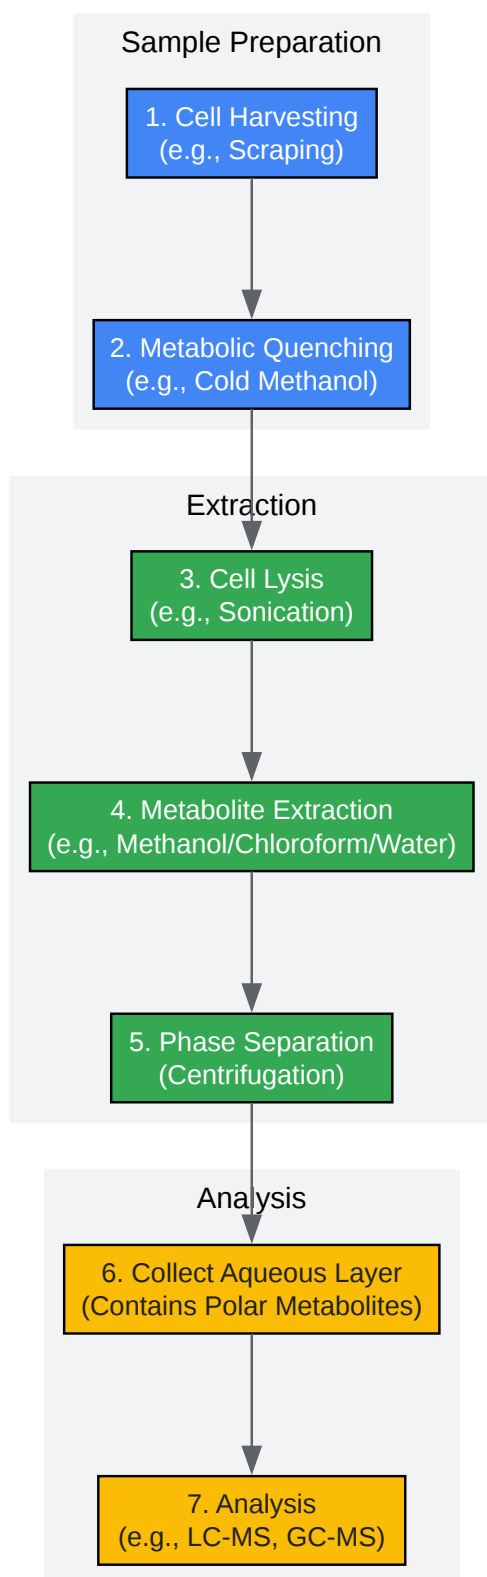 Sample Preparation
1. Cell Harvesting
(e.g., Scraping)
2. Metabolic Quenching
(e.g., Cold Methanol)
Extraction
3. Cell Lysis
(e.g., Sonication)
4. Metabolite Extraction
(e.g., Methanol/Chloroform/Water)
5. Phase Separation
(Centrifugation)
Analysis
6. Collect Aqueous Layer
(Contains Polar Metabolites)
7. Analysis
(e.g., LC-MS, GC-MS)